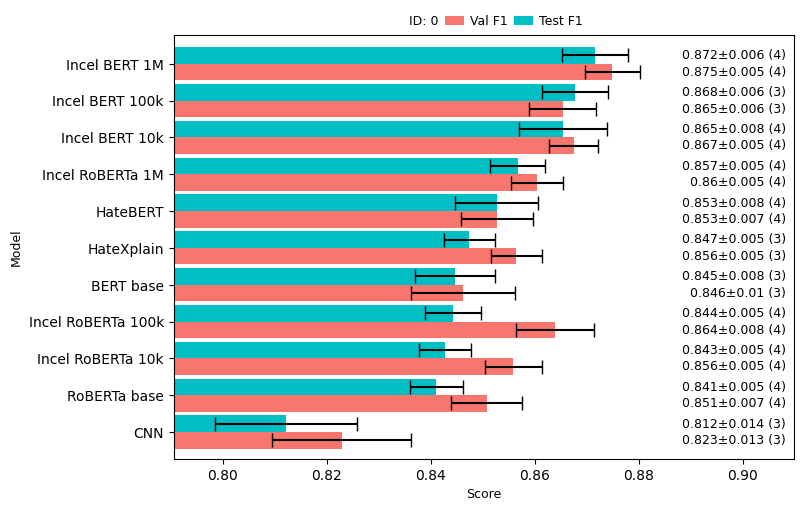 ID: 0 Val F1 Test F1
Model
Incel BERT 1M
0.872±0.006 (4)
0.875±0.005 (4)
Incel BERT 100k
0.868±0.006 (3)
0.865±0.006 (3)
Incel BERT 10k
0.865±0.008 (4)
0.867±0.005 (4)
Incel RoBERTa 1M
0.857±0.005 (4)
0.86±0.005 (4)
HateBERT
0.853±0.008 (4)
0.853±0.007 (4)
HateXplain
0.847±0.005 (3)
0.856±0.005 (3)
BERT base
0.845±0.008 (3)
0.846±0.01 (3)
Incel RoBERTa 100k
0.844±0.005 (4)
0.864±0.008 (4)
Incel RoBERTa 10k
0.843±0.005 (4)
0.856±0.005 (4)
RoBERTa base
0.841±0.005 (4)
0.851±0.007 (4)
CNN
0.812±0.014 (3)
0.823±0.013 (3)
0.80 0.82 0.84 0.86 0.88 0.90
Score